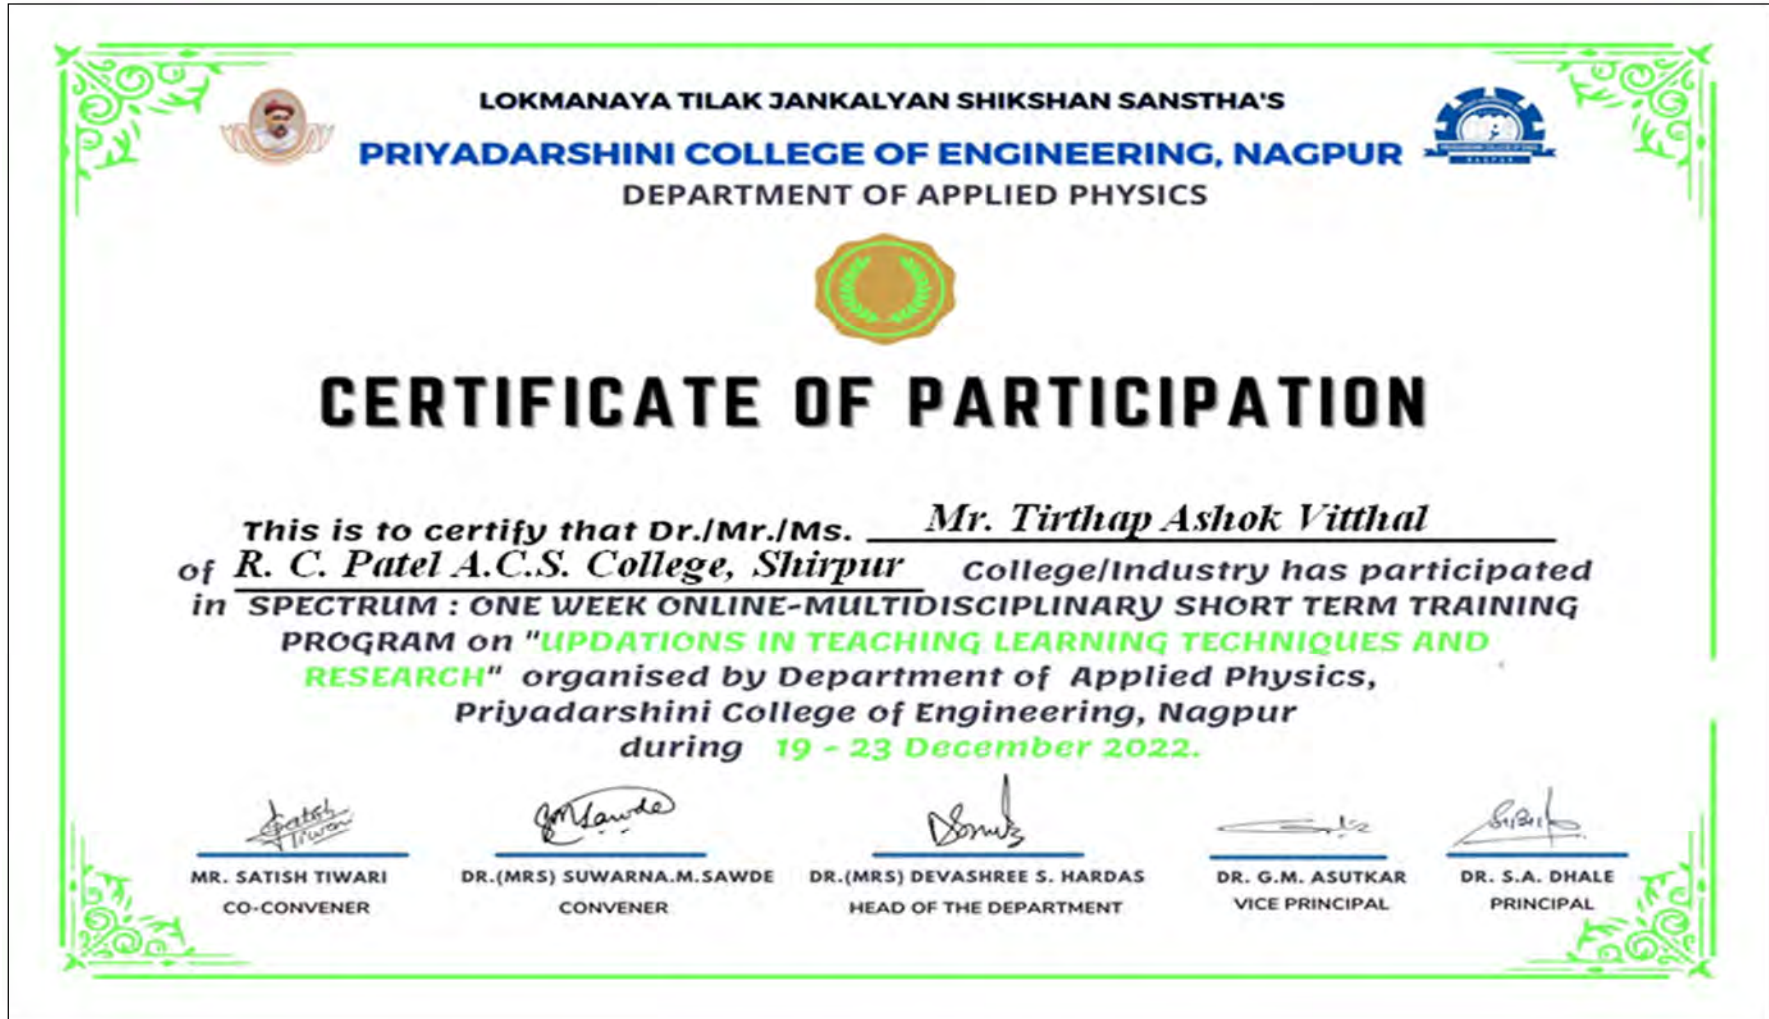 LOKMANAYA TILAK JANKALYAN SHIKSHAN SANSTHA'S
PRIYADARSHINI COLLEGE OF ENGINEERING, NAGPUR
NAGPUR
DEPARTMENT OF APPLIED PHYSICS
CERTIFICATE OF PARTICIPATION
This is to certify that Dr./Mr./Ms. Mr. Tirthap Ashok Vitthal
of R. C. Patel A.C.S. College, Shirpur College/Industry has participated
in SPECTRUM : ONE WEEK ONLINE-MULTIDISCIPLINARY SHORT TERM TRAINING
PROGRAM on "UPDATIONS IN TEACHING LEARNING TECHNIQUES AND
RESEARCH" organised by Department of Applied Physics,
Priyadarshini College of Engineering, Nagpur
during 19 - 23 December 2022.
Satish
Tiwari
SMSawde
MR. SATISH TIWARI
CO-CONVENER
DR.(MRS) SUWARNA.M.SAWDE
CONVENER
DR.(MRS) DEVASHREE S. HARDAS
HEAD OF THE DEPARTMENT
DR. G.M. ASUTKAR
VICE PRINCIPAL
DR. S.A. DHALE
PRINCIPAL